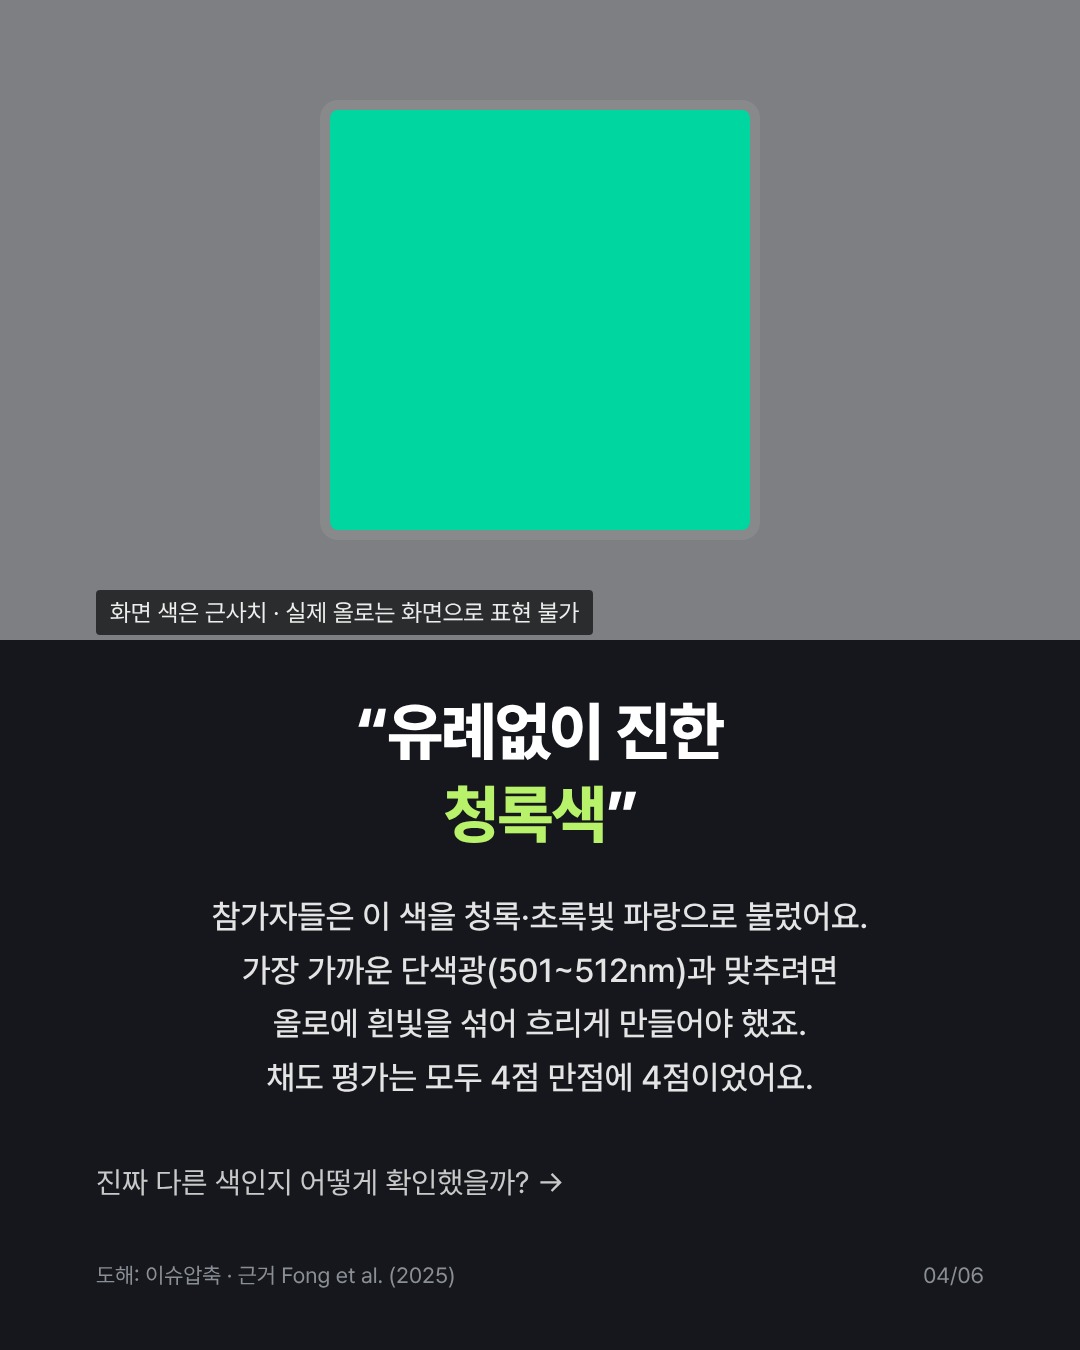 화면 색은 근사치 · 실제 올로는 화면으로 표현 불가
“유례없이 진한
청록색”
참가자들은 이 색을 청록·초록빛 파랑으로 불렀어요.
가장 가까운 단색광(501~512nm)과 맞추려면
올로에 흰빛을 섞어 흐리게 만들어야 했죠.
채도 평가는 모두 4점 만점에 4점이었어요.
진짜 다른 색인지 어떻게 확인했을까? →
도해: 이슈압축 · 근거 Fong et al. (2025)
04/06